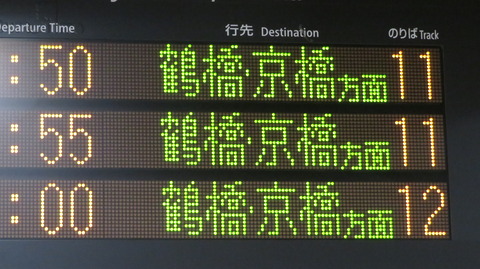 Departure Time 行先 Destination のりば Track
:50 鶴橋・京橋方面 11
:55 鶴橋・京橋方面 11
:00 鶴橋・京橋方面 12